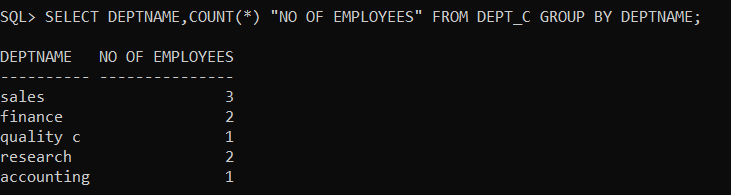 SQL> SELECT DEPTNAME,COUNT(*) "NO OF EMPLOYEES" FROM DEPT_C GROUP BY DEPTNAME;
DEPTNAME   NO OF EMPLOYEES
---------- ---------------
sales                    3
finance                  2
quality c                1
research                 2
accounting               1